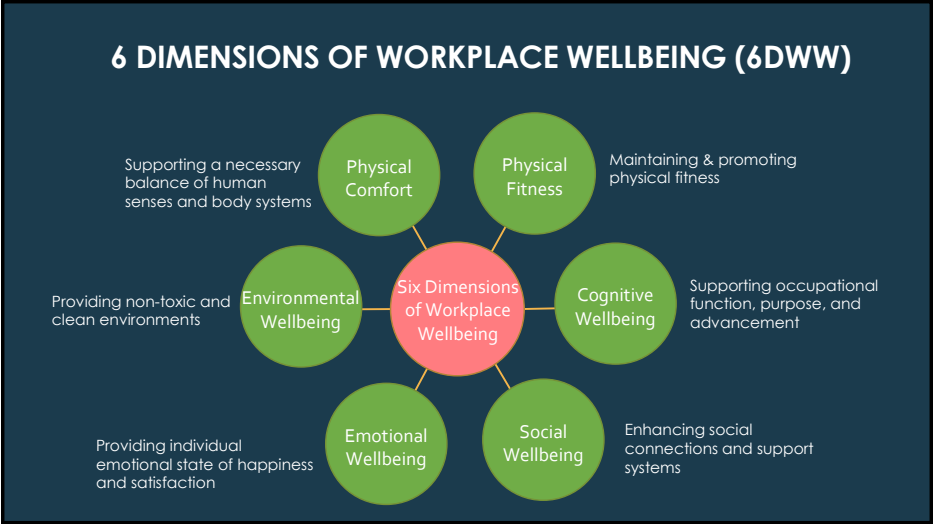 6 DIMENSIONS OF WORKPLACE WELLBEING (6DWW)
Supporting a necessary
balance of human
senses and body systems
Physical
Comfort
Physical
Fitness
Maintaining & promoting
physical fitness
Providing non-toxic and
clean environments
Environmental
Wellbeing
Six Dimensions
of Workplace
Wellbeing
Cognitive
Wellbeing
Supporting occupational
function, purpose, and
advancement
Providing individual
emotional state of happiness
and satisfaction
Emotional
Wellbeing
Social
Wellbeing
Enhancing social
connections and support
systems